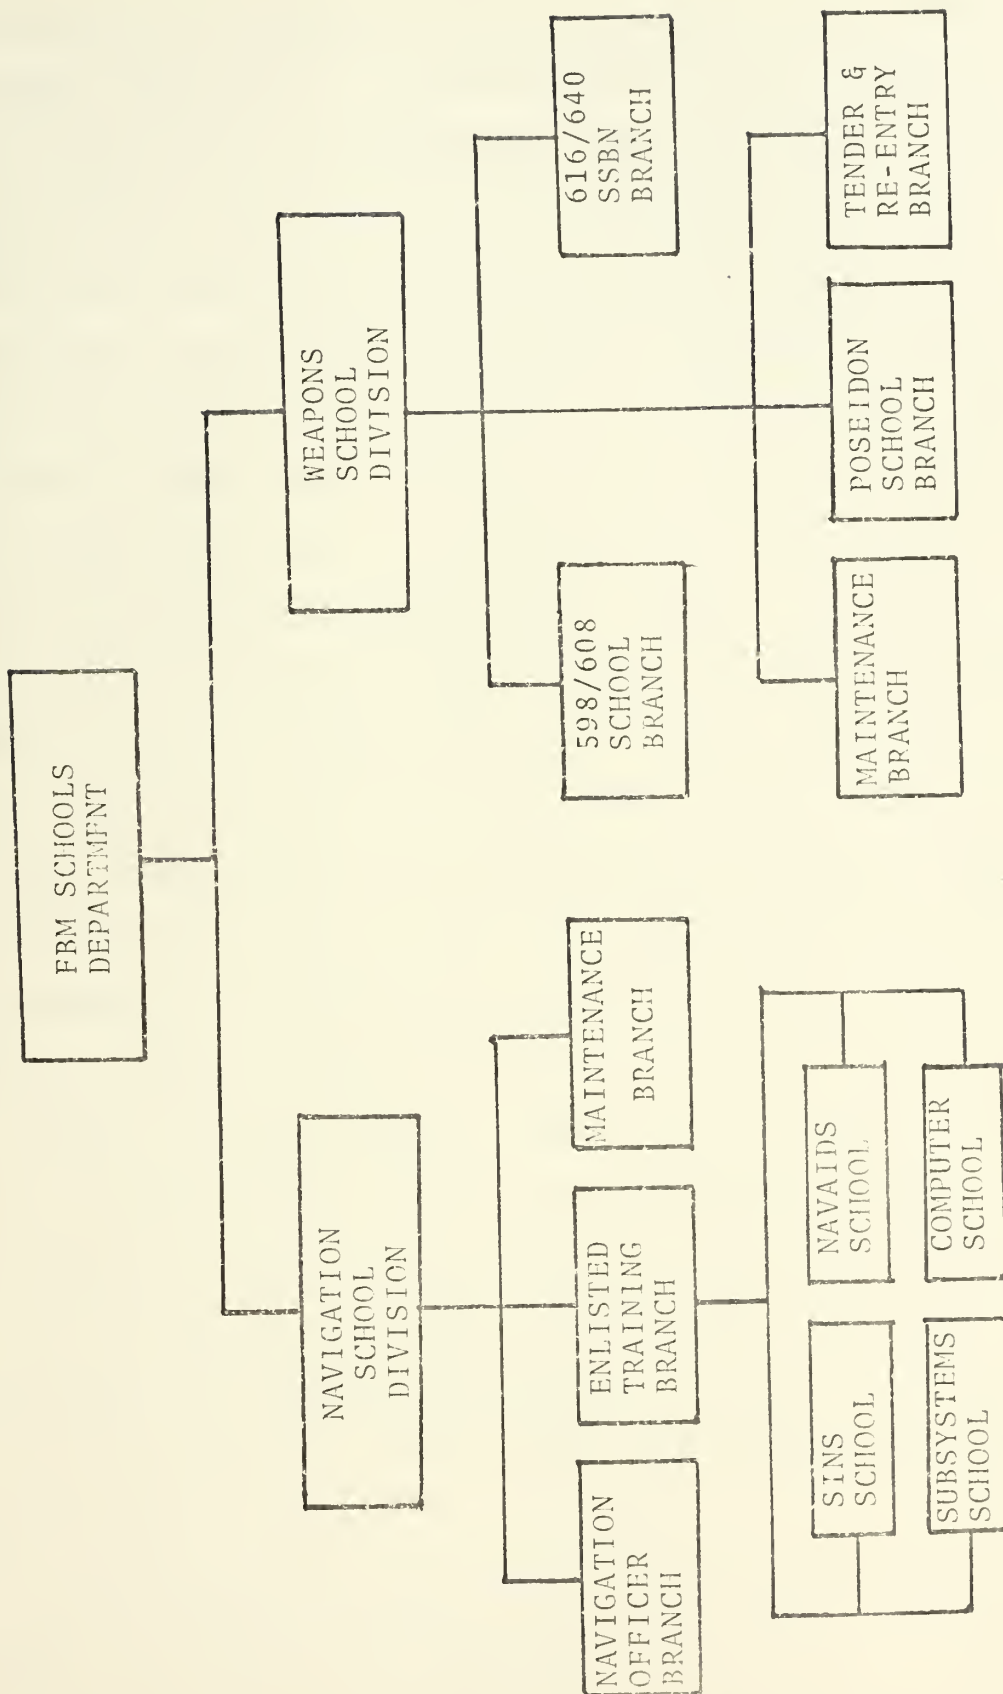 FBM SCHOOLS
DEPARTMENT
NAVIGATION
SCHOOL
DIVISION
WEAPONS
SCHOOL
DIVISION
NAVIGATION
OFFICER
BRANCH
ENLISTED
TRAINING
BRANCH
MAINTENANCE
BRANCH
598/608
SCHOOL
BRANCH
616/640
SSBN
BRANCH
SINS
SCHOOL
NAVAIDS
SCHOOL
SUBSYSTEMS
SCHOOL
COMPUTER
SCHOOL
MAINTENANCE
BRANCH
POSEIDON
SCHOOL
BRANCH
TENDER &
RE-ENTRY
BRANCH